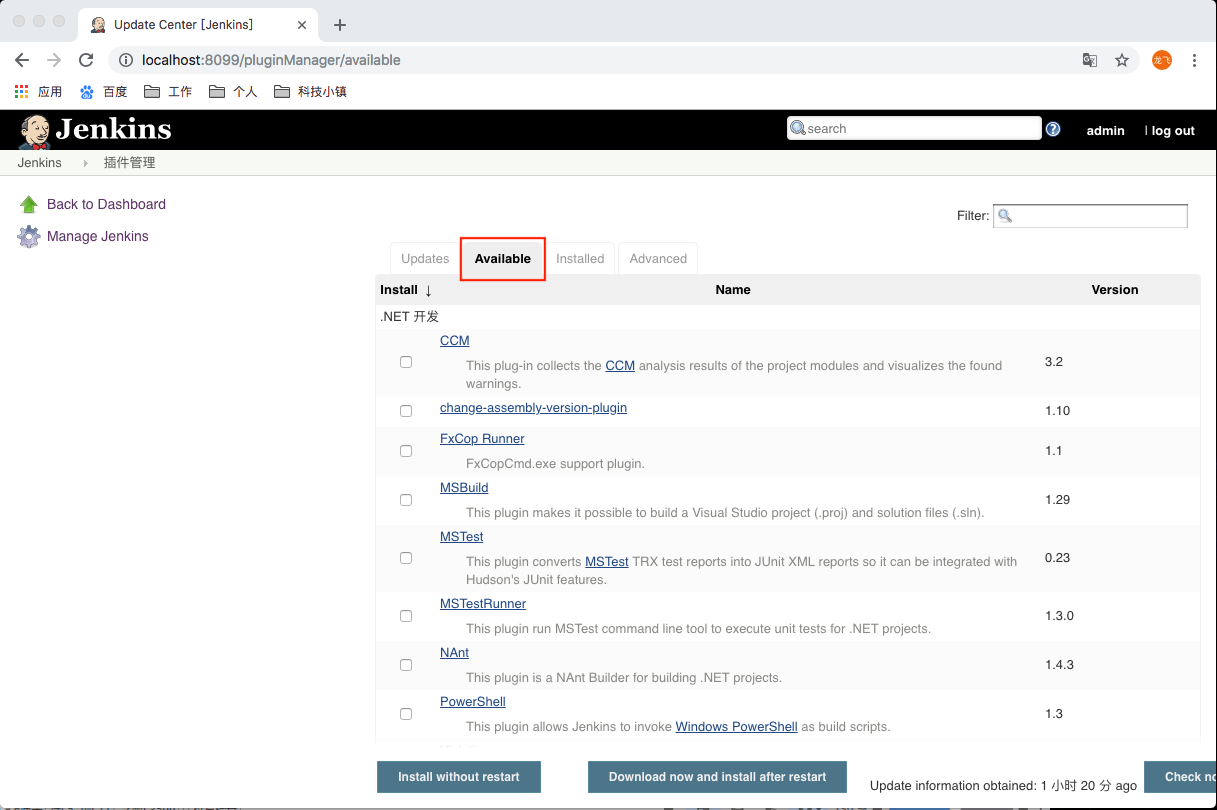 Update Center [Jenkins]
localhost:8099/pluginManager/available
龙飞
应用 百度 工作 个人 科技小镇
Jenkins
search
admin | log out
Jenkins 插件管理
Back to Dashboard
Manage Jenkins
Filter:
Updates Available Installed Advanced
Install ↓ Name Version
.NET 开发
CCM
This plug-in collects the CCM analysis results of the project modules and visualizes the found
warnings.
3.2
change-assembly-version-plugin
1.10
FxCop Runner
FxCopCmd.exe support plugin.
1.1
MSBuild
This plugin makes it possible to build a Visual Studio project (.proj) and solution files (.sln).
1.29
MSTest
This plugin converts MSTest TRX test reports into JUnit XML reports so it can be integrated with
Hudson's JUnit features.
0.23
MSTestRunner
This plugin run MSTest command line tool to execute unit tests for .NET projects.
1.3.0
NAnt
This plugin is a NAnt Builder for building .NET projects.
1.4.3
PowerShell
This plugin allows Jenkins to invoke Windows PowerShell as build scripts.
1.3
Install without restart Download now and install after restart Update information obtained: 1 小时 20 分 ago Check